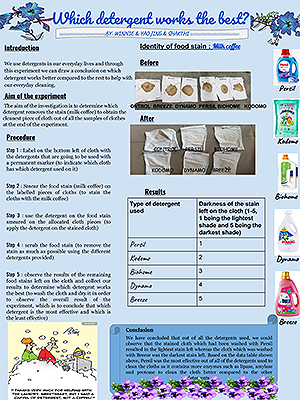 Which detergent works the best?
BY: WINNIE & YAO JING & SHAKTHI
Introduction
We use detergents in our everyday lives and through
this experiment we can draw a conclusion on which
detergent works better compared to the rest to help with
our everyday cleaning.
Aim of the experiment
The aim of the investigation is to determine which
detergent removes the stain (milk coffee) to obtain the
cleanest piece of cloth out of all the samples of clothes
at the end of the experiment.
Procedure
Step 1 : Label on the bottom left of cloth with
the detergents that are going to be used with
a permanent marker (to indicate which cloth
has which detergent used on it)
Step 2 : Smear the food stain (milk coffee) on
the labelled pieces of cloths (to stain the
cloths with the milk coffee)
Step 3 : use the detergent on the food stain
smeared on the allocated cloth pieces (to
apply the detergent on the stained cloth)
Step 4 : scrub the food stain (to remove the
stain as much as possible using the different
detergents provided)
Step 5 : observe the results of the remaining
food stains left on the cloth and collect our
results to determine which detergent works
the best (to wash the cloth and dry it in order
to observe the overall result of the
experiment, which is to conclude that which
detergent is the most effective and which is
the least effective)
Identity of food stain : Milk coffee
Before
CONTROL BREEZE DYNAMO PERSIL BIOHOME KODOMO
After
CONTROL PERSIL BIOHOME
KODOMO DYNAMO BREEZE
Results
Type of detergent used
Darkness of the stain left on the cloth (1-5, 1 being the lightest shade and 5 being the darkest shade)
Persil 1
Kodomo 2
Biohome 3
Dynamo 4
Breeze 5
Conclusion
We have concluded that out of all the detergents used, we could
observe that the stained cloth which had been washed with Persil
resulted in the lightest stain left whereas the cloth which was washed
with Breeze was the darkest stain left. Based on the data table shown
above, Persil was the most effective out of all of the detergents used to
clean the cloths as it contains more enzymes such as lipase, amylase
and protease to clean the cloth better compared to the other
Persil
Kodomo
Biohome
Dynamo
Breeze